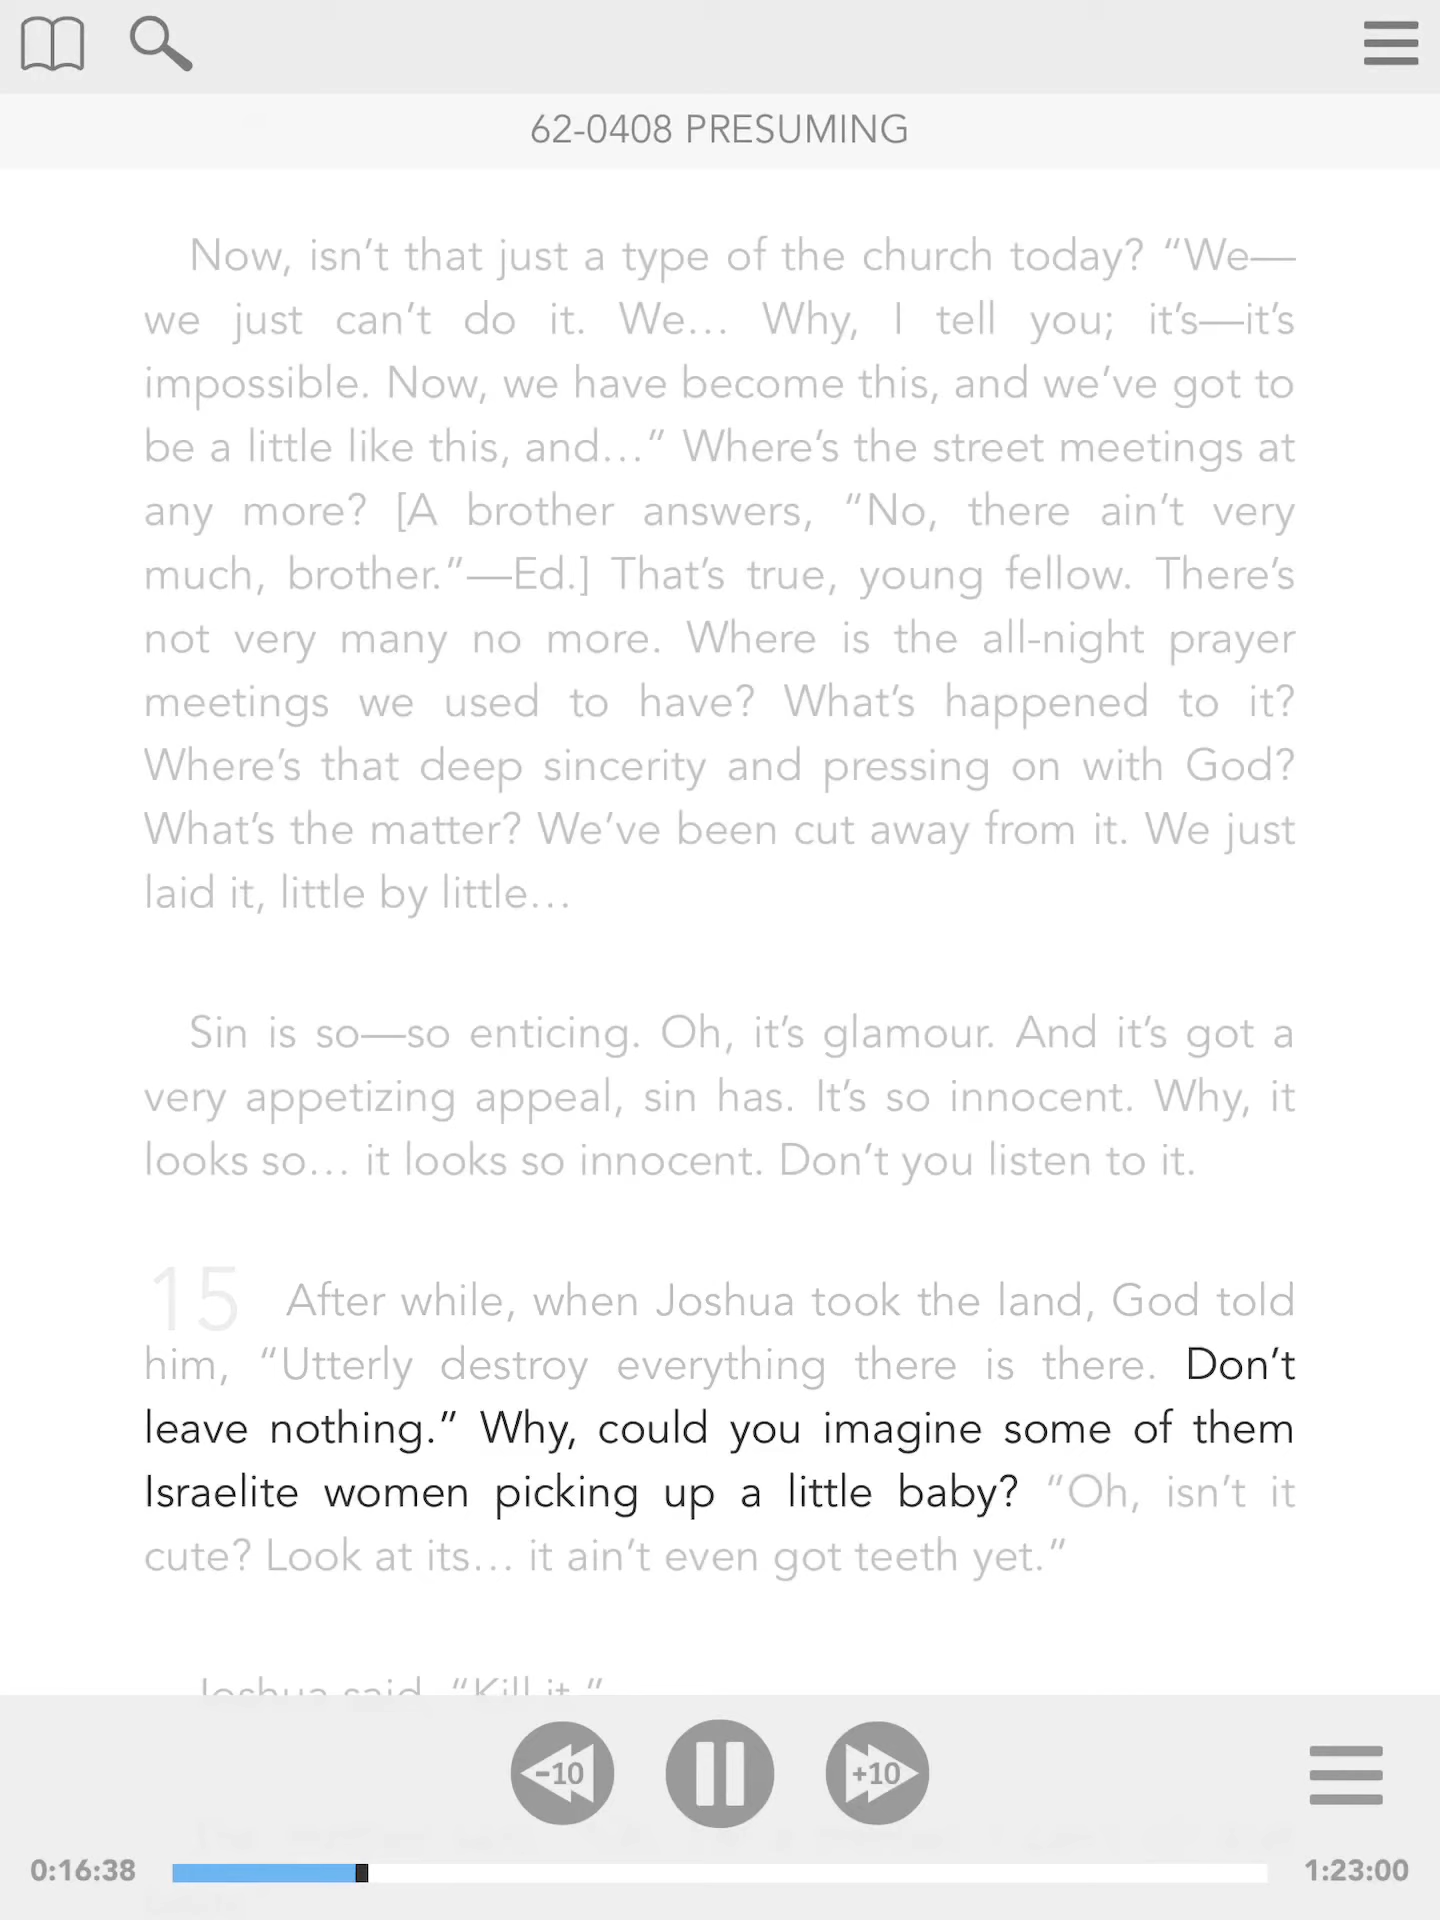 62-0408 PRESUMING
Now, isn’t that just a type of the church today? “We—
we just can’t do it. We… Why, I tell you; it’s—it’s
impossible. Now, we have become this, and we’ve got to
be a little like this, and…” Where’s the street meetings at
any more? [A brother answers, “No, there ain’t very
much, brother.”—Ed.] That’s true, young fellow. There’s
not very many no more. Where is the all-night prayer
meetings we used to have? What’s happened to it?
Where’s that deep sincerity and pressing on with God?
What’s the matter? We’ve been cut away from it. We just
laid it, little by little…
Sin is so—so enticing. Oh, it’s glamour. And it’s got a
very appetizing appeal, sin has. It’s so innocent. Why, it
looks so… it looks so innocent. Don’t you listen to it.
15 After while, when Joshua took the land, God told
him, “Utterly destroy everything there is there. Don’t
leave nothing.” Why, could you imagine some of them
Israelite women picking up a little baby? “Oh, isn’t it
cute? Look at its… it ain’t even got teeth yet.”
Joshua said, “Kill it.”
-10 +10
0:16:38 1:23:00